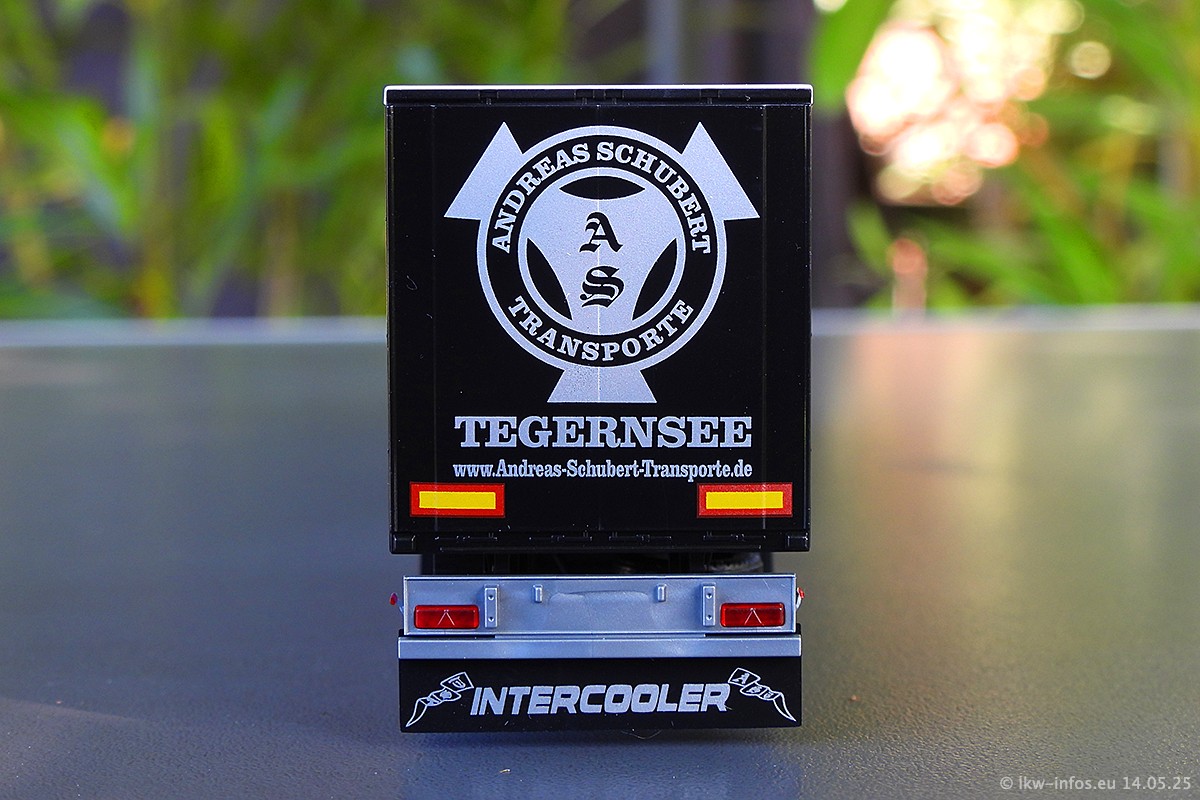 ANDREAS SCHUBERT
A
S
TRANSPORTE
TEGERNSEE
www.Andreas-Schubert-Transporte.de
INTERCOOLER
© lkw-infos.eu 14.05.25